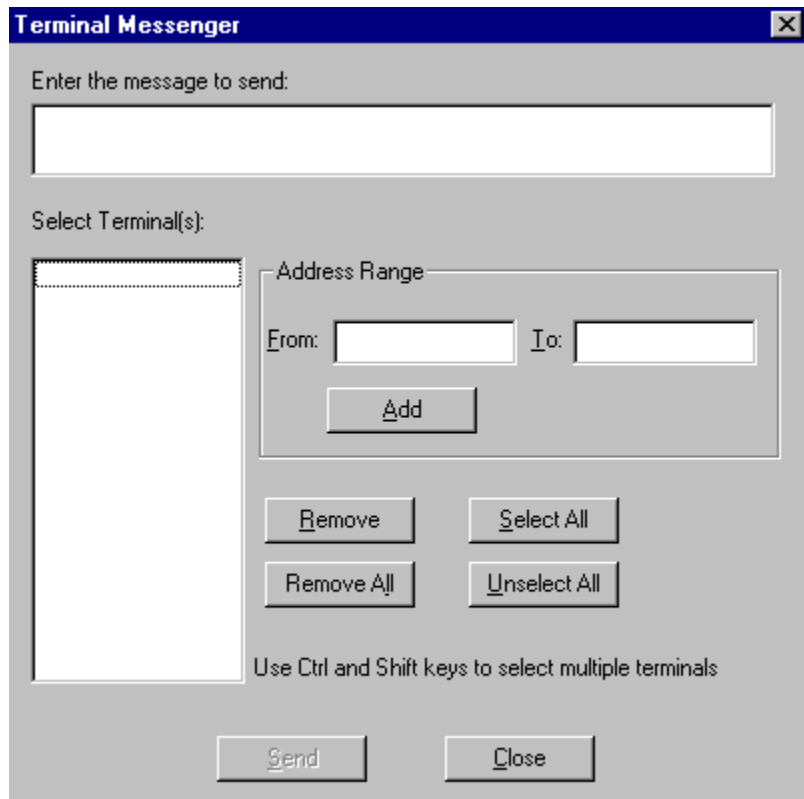 Terminal Messenger
Enter the message to send:
Select Terminal(s):
Address Range
From:
To:
Add
Remove
Select All
Remove All
Unselect All
Use Ctrl and Shift keys to select multiple terminals
Send
Close